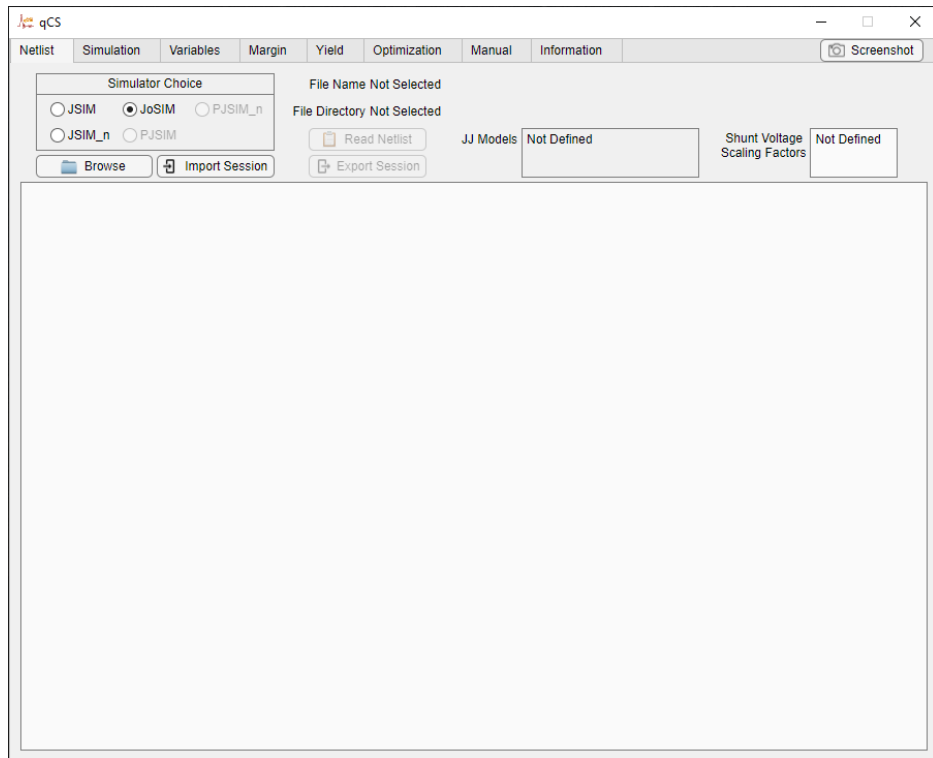 qCS
Netlist Simulation Variables Margin Yield Optimization Manual Information Screenshot
Simulator Choice
JSIM JoSIM PJSIM_n
JSIM_n PJSIM
Browse Import Session
File Name Not Selected
File Directory Not Selected
Read Netlist
Export Session
JJ Models Not Defined
Shunt Voltage
Scaling Factors
Not Defined